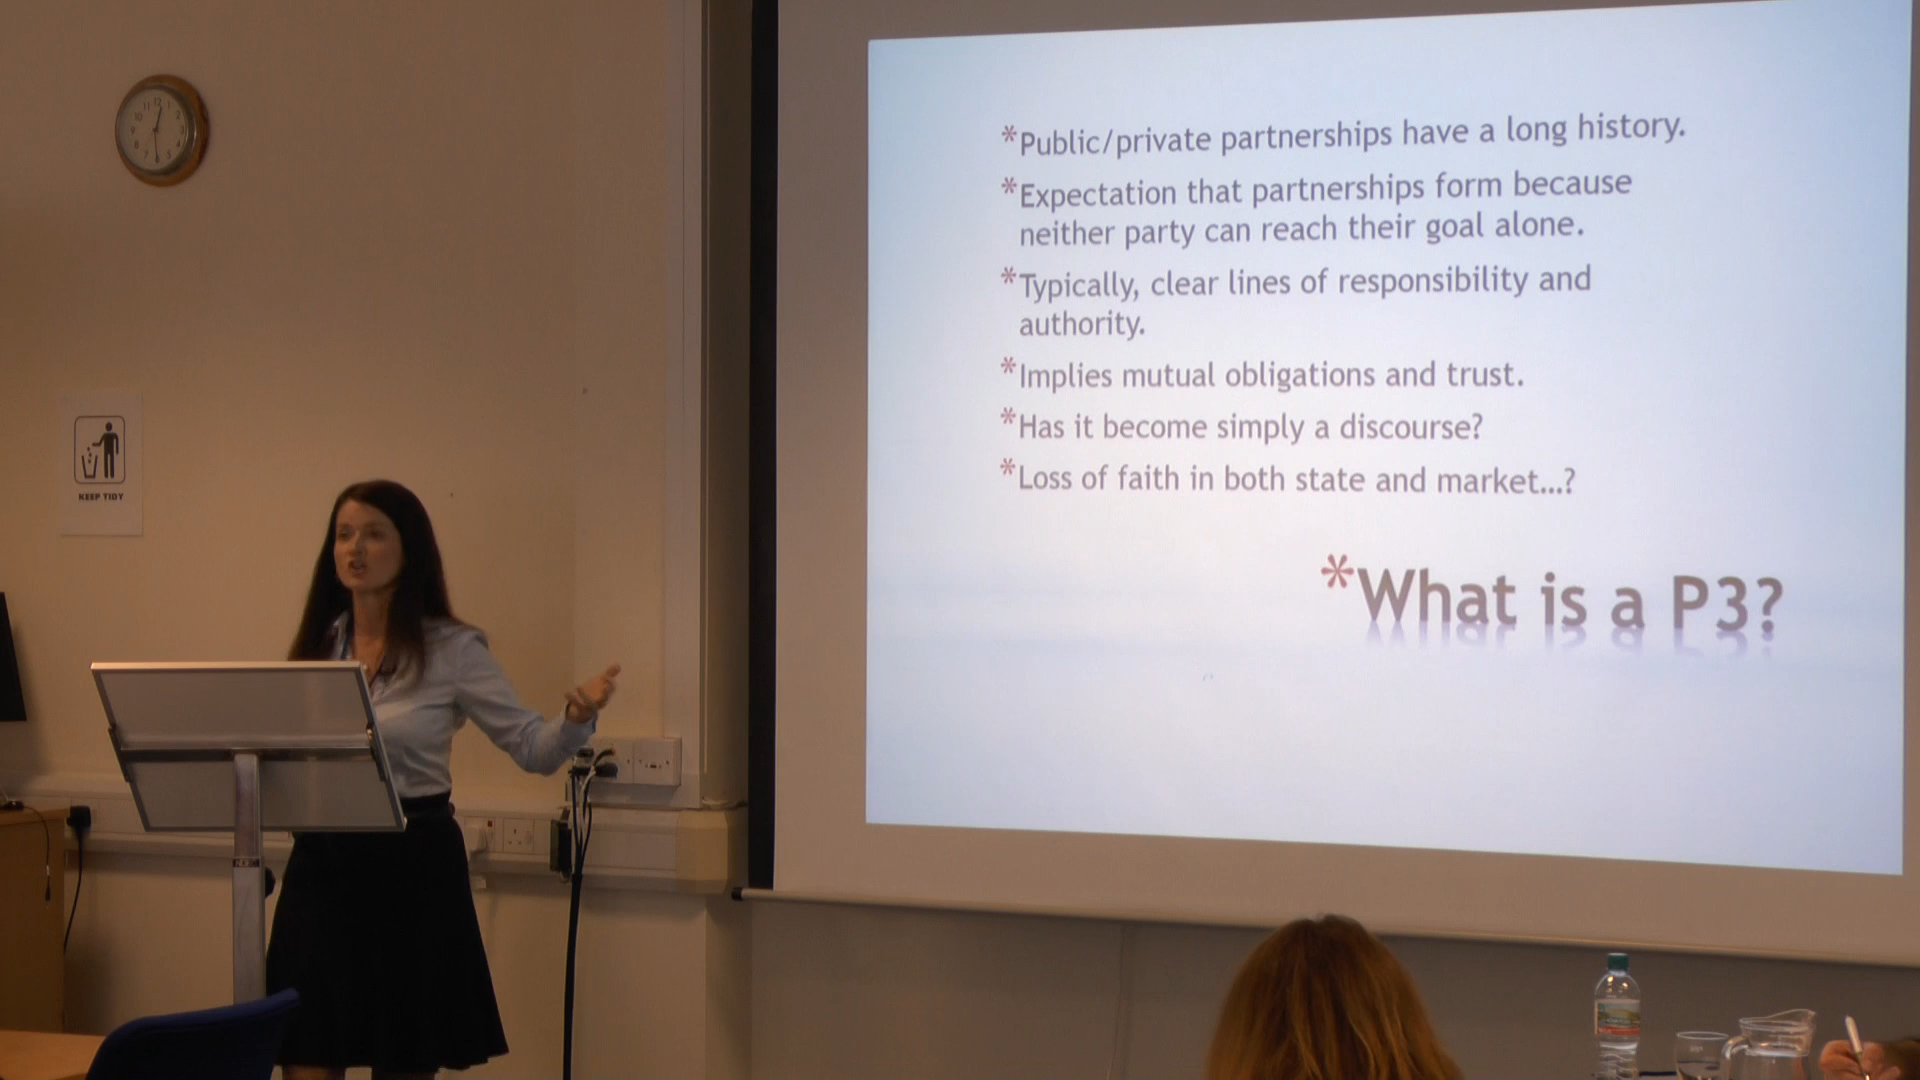 *Public/private partnerships have a long history.
*Expectation that partnerships form because
neither party can reach their goal alone.
*Typically, clear lines of responsibility and
authority.
*Implies mutual obligations and trust.
*Has it become simply a discourse?
*Loss of faith in both state and market...?
*What is a P3?
KEEP TIDY